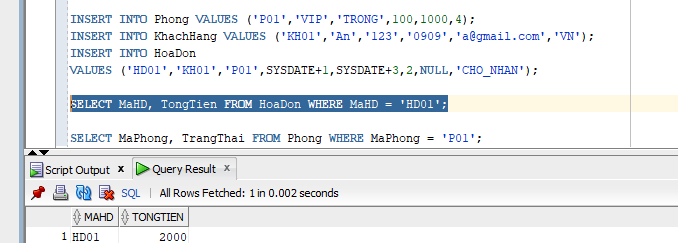 INSERT INTO Phong VALUES ('P01','VIP','TRONG',100,1000,4);
INSERT INTO KhachHang VALUES ('KH01','An','123','0909','a@gmail.com','VN');
INSERT INTO HoaDon
VALUES ('HD01','KH01','P01',SYSDATE+1,SYSDATE+3,2,NULL,'CHO_NHAN');
SELECT MaHD, TongTien FROM HoaDon WHERE MaHD = 'HD01';
SELECT MaPhong, TrangThai FROM Phong WHERE MaPhong = 'P01';
Script Output x Query Result x
SQL | All Rows Fetched: 1 in 0.002 seconds
MAHD TONGTIEN
1 HD01 2000